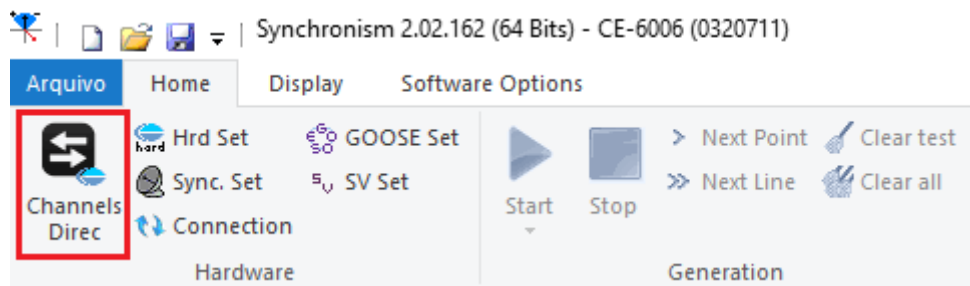 Synchronism 2.02.162 (64 Bits) - CE-6006 (0320711)
Arquivo Home Display Software Options
Channels Direc
hard Hrd Set
GOOSE Set
Sync. Set
SV Set
Connection
Hardware
Start
Stop
Next Point
Clear test
Next Line
Clear all
Generation